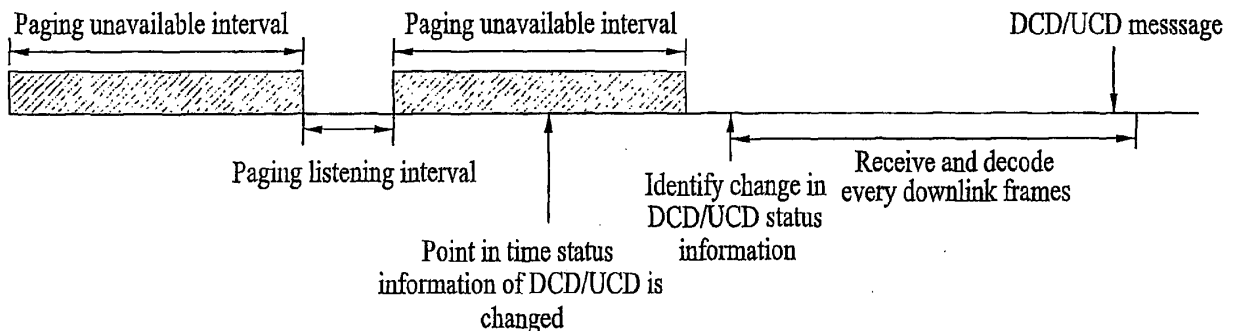 Paging unavailable interval
Paging unavailable interval
DCD/UCD messsage
Paging listening interval
Point in time status
information of DCD/UCD is
changed
Identify change in
DCD/UCD status
information
Receive and decode
every downlink frames